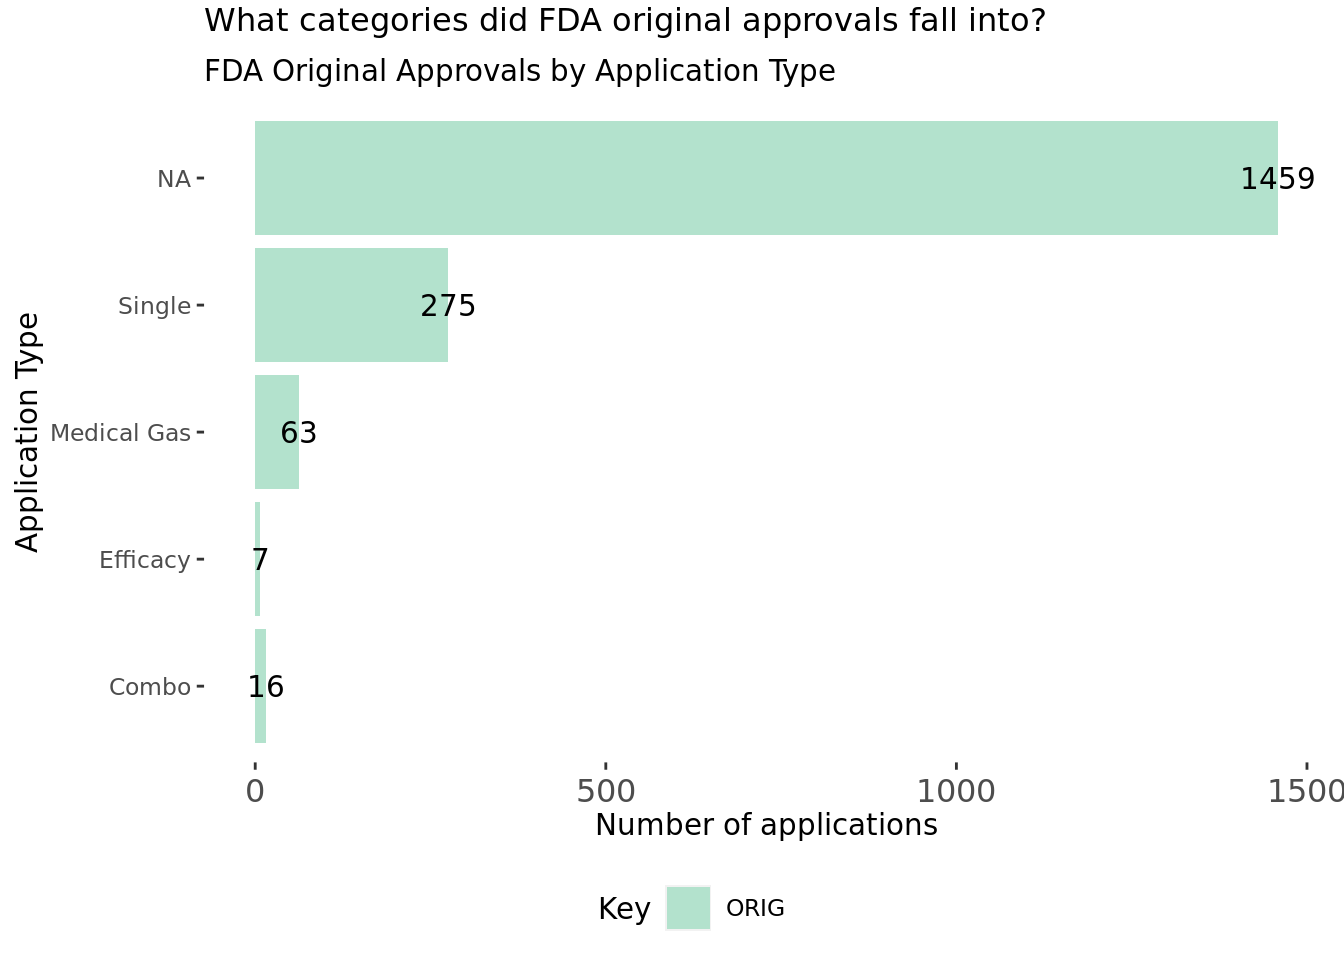 What categories did FDA original approvals fall into?
FDA Original Approvals by Application Type
Application Type
NA
1459
Single
275
Medical Gas
63
Efficacy
7
Combo
16
0
500
1000
1500
Number of applications
Key
ORIG